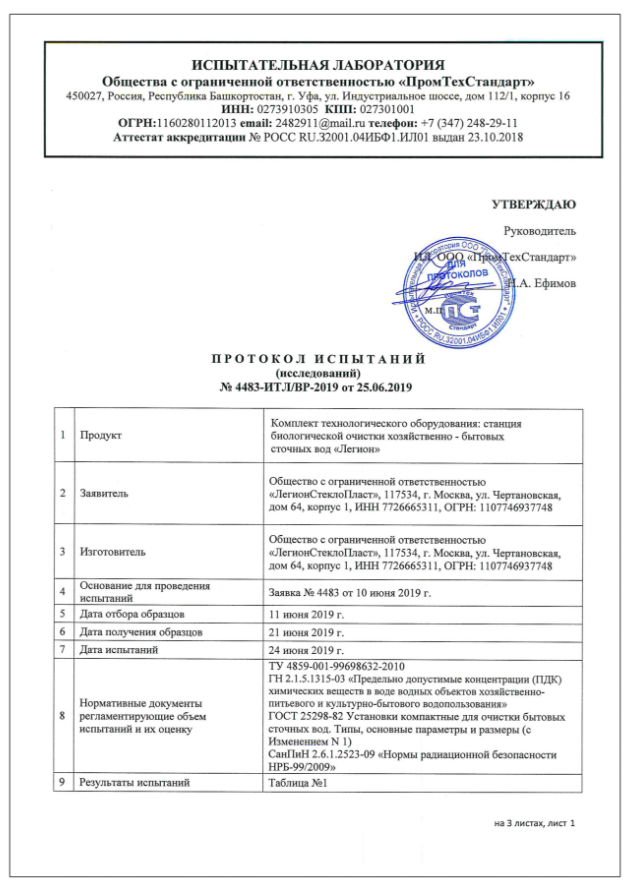 ИСПЫТАТЕЛЬНАЯ ЛАБОРАТОРИЯ
Общества с ограниченной ответственностью «ПромТехСтандарт»
450027, Россия, Республика Башкортостан, г. Уфа, ул. Индустриальное шоссе, дом 112/1, корпус 16
ИНН: 0273910305 КПП: 027301001
ОГРН:1160280112013 email: 2482911@mail.ru телефон: +7 (347) 248-29-11
Аттестат аккредитации № РОСС RU.32001.04ИБФ1.ИЛ01 выдан 23.10.2018
УТВЕРЖДАЮ
Руководитель
ИЛ ООО «ПромТехСтандарт»
Н.А. Ефимов
м.п.
ДЛЯ
ПРОТОКОЛОВ
Промтех
Стандарт
Испытательная лаборатория ООО "ПромТехСтандарт"
РОСС RU.32001.04ИБФ1.ИЛ01
П Р О Т О К О Л И С П Ы Т А Н И Й
(исследований)
№ 4483-ИТЛ/ВР-2019 от 25.06.2019
1 Продукт Комплект технологического оборудования: станция
биологической очистки хозяйственно - бытовых
сточных вод «Легион»
2 Заявитель Общество с ограниченной ответственностью
«ЛегионСтеклоПласт», 117534, г. Москва, ул. Чертановская,
дом 64, корпус 1, ИНН 7726665311, ОГРН: 1107746937748
3 Изготовитель Общество с ограниченной ответственностью
«ЛегионСтеклоПласт», 117534, г. Москва, ул. Чертановская,
дом 64, корпус 1, ИНН 7726665311, ОГРН: 1107746937748
4 Основание для проведения
испытаний Заявка № 4483 от 10 июня 2019 г.
5 Дата отбора образцов 11 июня 2019 г.
6 Дата получения образцов 21 июня 2019 г.
7 Дата испытаний 24 июня 2019 г.
8 Нормативные документы
регламентирующие объем
испытаний и их оценку
ТУ 4859-001-99698632-2010
ГН 2.1.5.1315-03 «Предельно допустимые концентрации (ПДК)
химических веществ в воде водных объектов хозяйственно-
питьевого и культурно-бытового водопользования»
ГОСТ 25298-82 Установки компактные для очистки бытовых
сточных вод. Типы, основные параметры и размеры (с
Изменением N 1)
СанПиН 2.6.1.2523-09 «Нормы радиационной безопасности
НРБ-99/2009»
9 Результаты испытаний Таблица №1
на 3 листах, лист 1